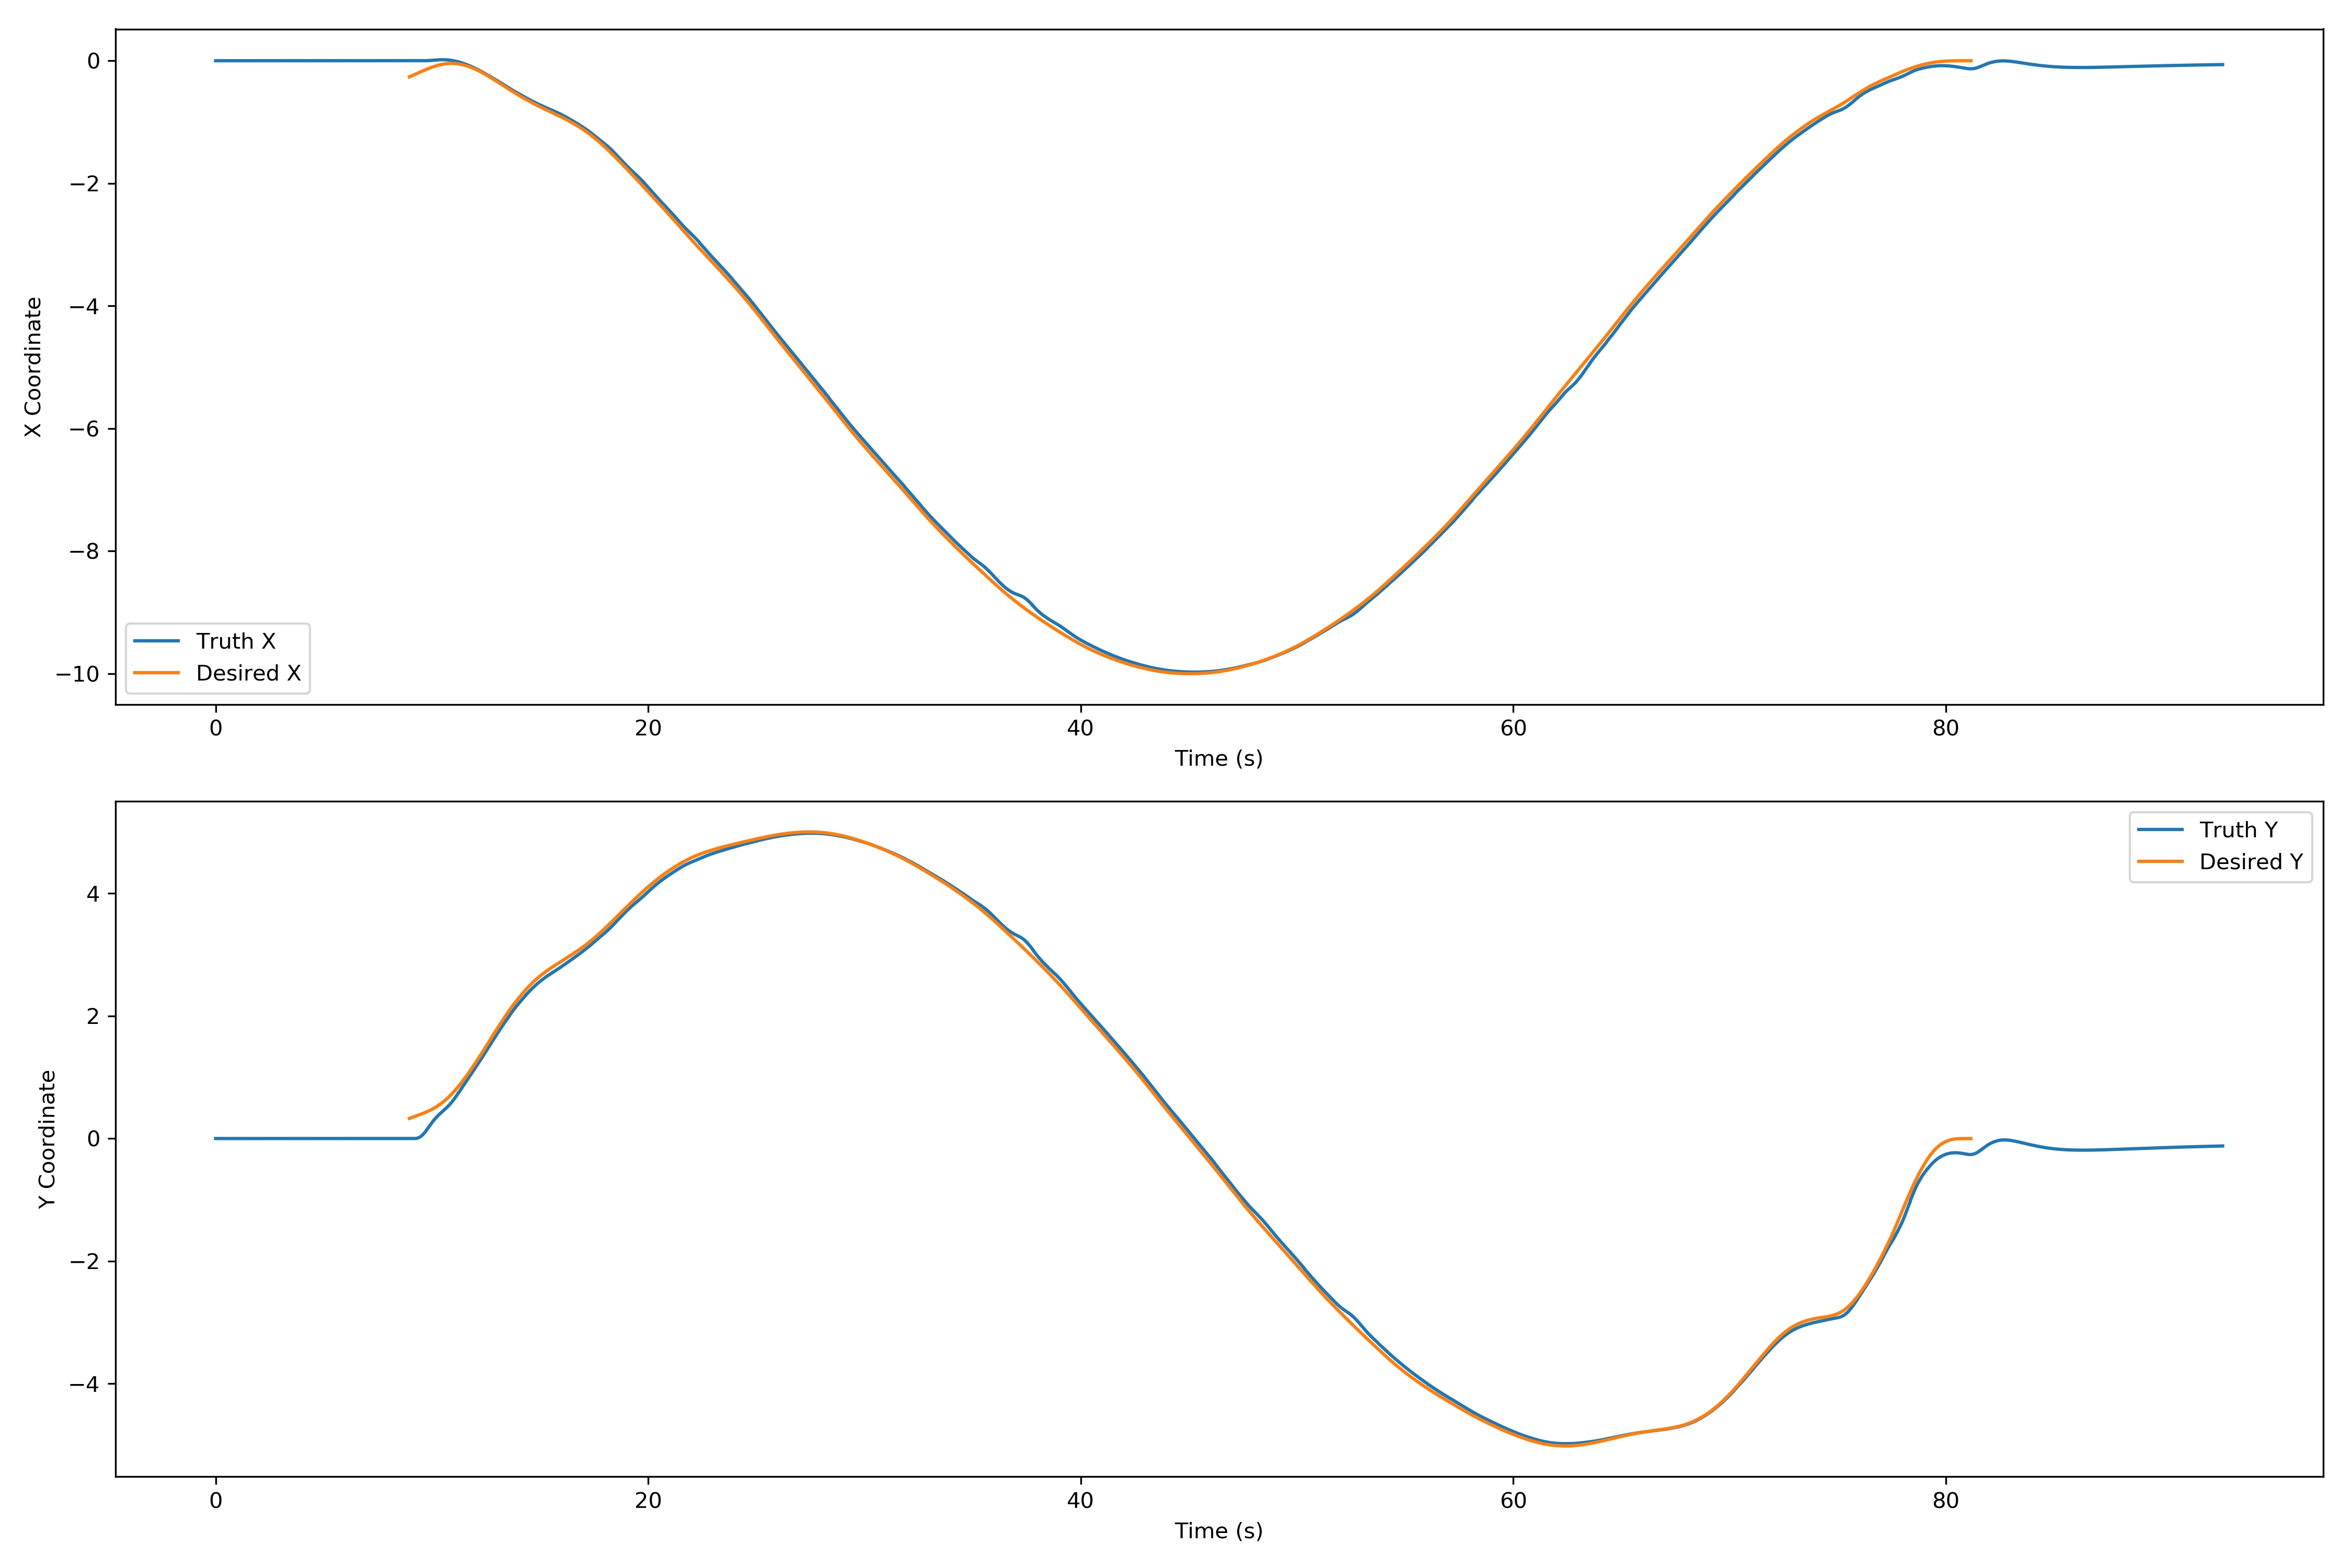 0
−2
−4
−6
−8
−10
X Coordinate
Truth X
Desired X
0 20 40 60 80
Time (s)
4
2
0
−2
−4
Y Coordinate
Truth Y
Desired Y
0 20 40 60 80
Time (s)